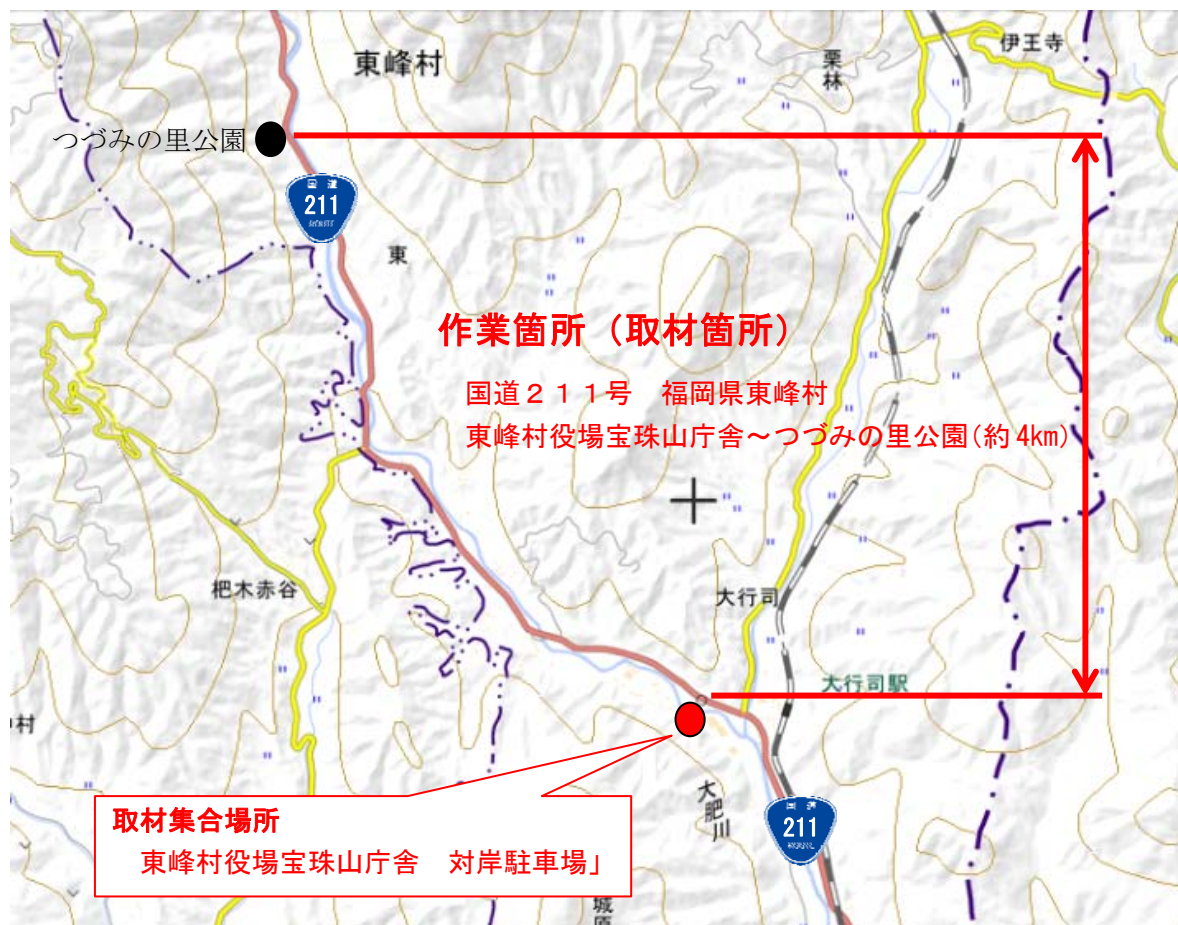 東峰村
伊王寺
栗林
つづみの里公園
国道
211
ROUTE
東
作業箇所（取材箇所）
国道２１１号　福岡県東峰村
東峰村役場宝珠山庁舎～つづみの里公園(約4km)
杷木赤谷
大行司
大行司駅
村
大肥川
国道
211
取材集合場所
東峰村役場宝珠山庁舎　対岸駐車場」
城原